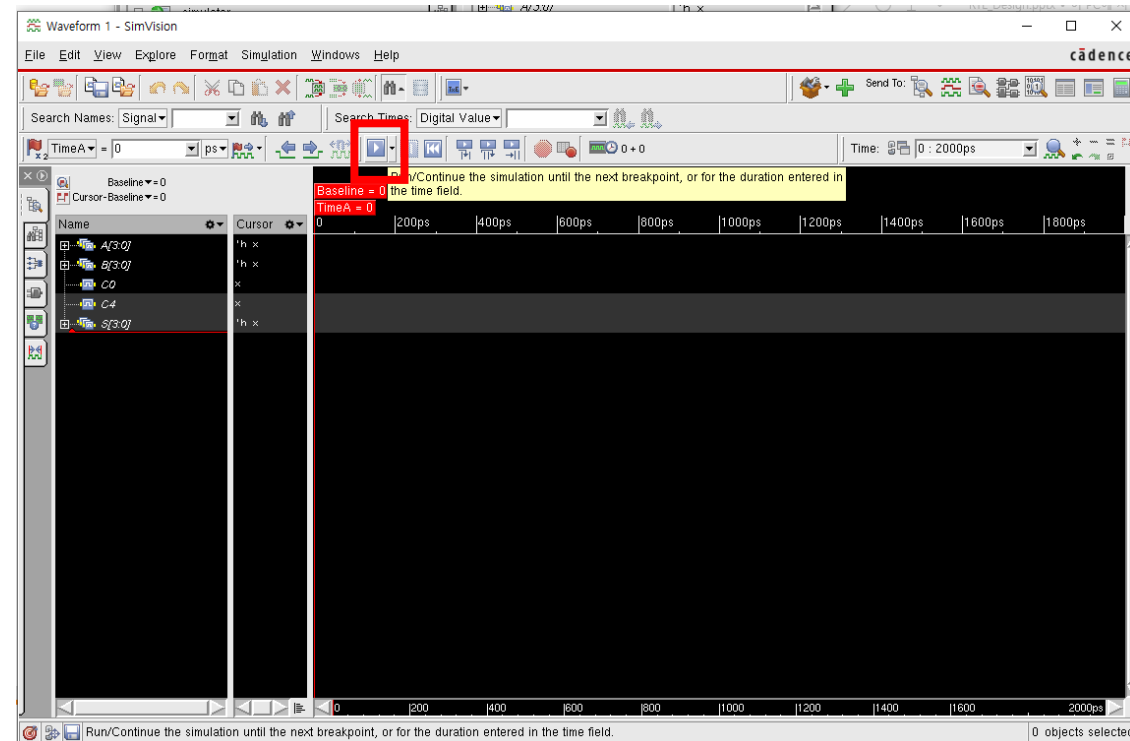 Waveform 1 - SimVision
File Edit View Explore Format Simulation Windows Help
cādence
Send To:
Search Names: Signal
Search Times: Digital Value
TimeA = 0 ps
0 + 0
Time: 0 : 2000ps
Run/Continue the simulation until the next breakpoint, or for the duration entered in
the time field.
Baseline = 0
Cursor-Baseline = 0
Baseline = 0
TimeA = 0
Name Cursor
0 200ps 400ps 600ps 800ps 1000ps 1200ps 1400ps 1600ps 1800ps
A[3:0] 'h x
B[3:0] 'h x
C0 x
C4 x
S[3:0] 'h x
0 200 400 600 800 1000 1200 1400 1600 2000ps
Run/Continue the simulation until the next breakpoint, or for the duration entered in the time field.
0 objects selected